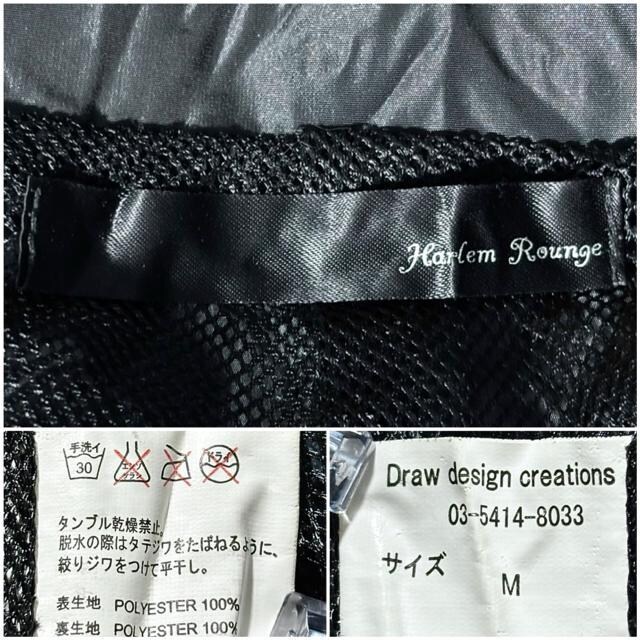 Harlem Rounge
手洗イ
30
エンソ
サラシ
ドライ
タンブル乾燥禁止。
脱水の際はタテジワをたばねるように、
絞りジワをつけて平干し。
表生地 POLYESTER 100%
裏生地 POLYESTER 100%
Draw design creations
03-5414-8033
サイズ
M